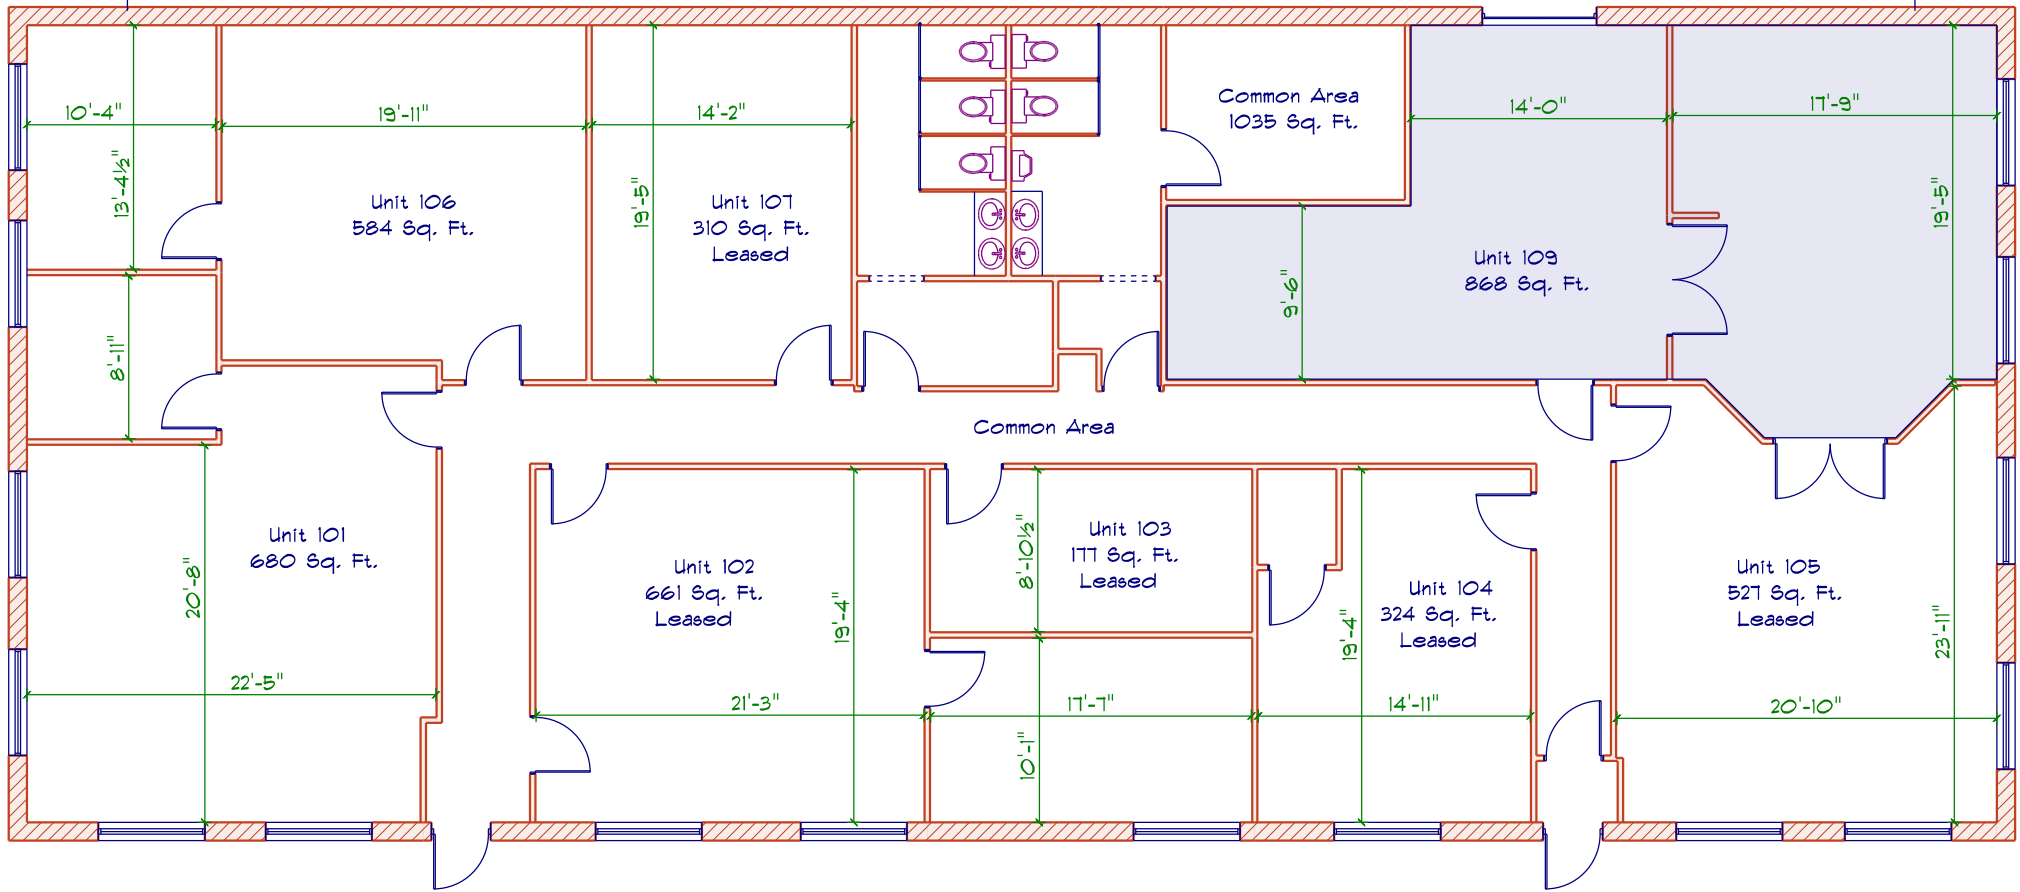 10'-4"
19'-11"
14'-2"
Common Area
1035 Sq. Ft.
14'-0"
17'-9"
13'-4½"
Unit 106
584 Sq. Ft.
19'-5"
Unit 107
310 Sq. Ft.
Leased
19'-5"
Unit 109
868 Sq. Ft.
9'-6"
8'-11"
Common Area
Unit 101
680 Sq. Ft.
20'-8"
22'-5"
Unit 102
661 Sq. Ft.
Leased
19'-4"
21'-3"
8'-10½"
Unit 103
177 Sq. Ft.
Leased
17'-7"
10'-1"
Unit 104
324 Sq. Ft.
Leased
19'-4"
14'-11"
Unit 105
527 Sq. Ft.
Leased
23'-11"
20'-10"